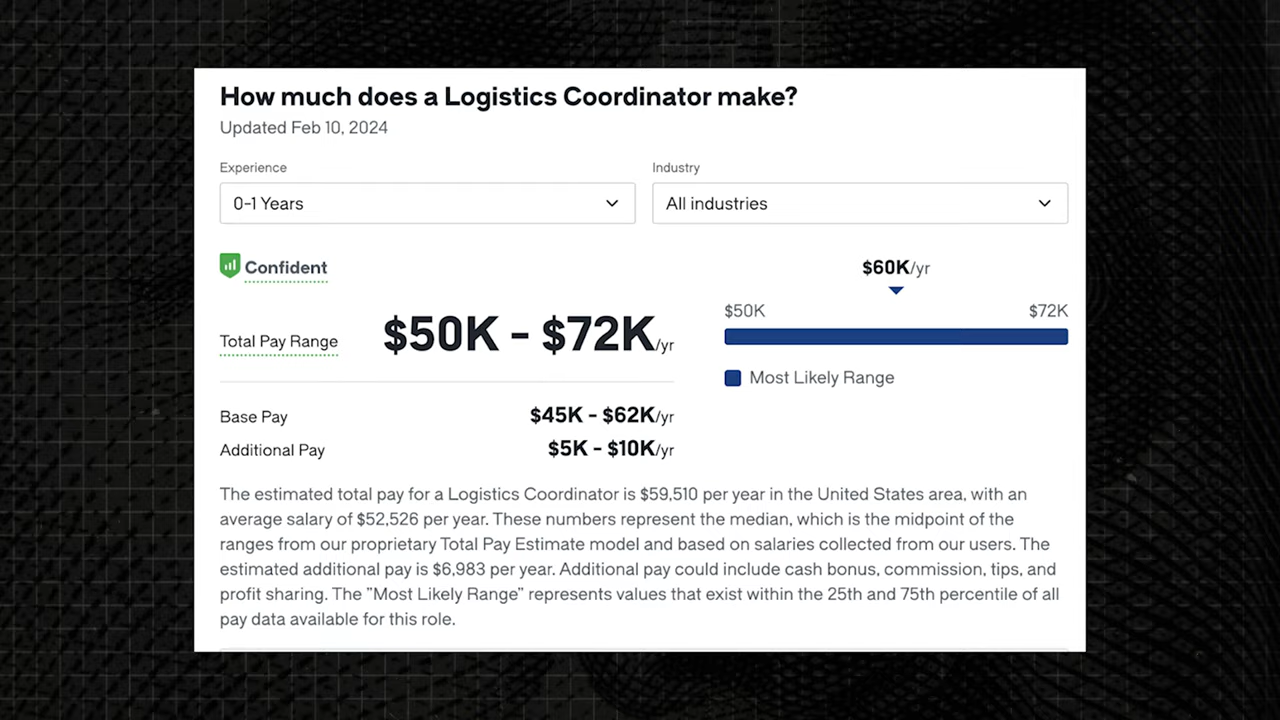 How much does a Logistics Coordinator make?
Updated Feb 10, 2024
Experience
Industry
0-1 Years
All industries
Confident
$60K/yr
$50K
$72K
Total Pay Range
$50K - $72K/yr
Most Likely Range
Base Pay
$45K - $62K/yr
Additional Pay
$5K - $10K/yr
The estimated total pay for a Logistics Coordinator is $59,510 per year in the United States area, with an
average salary of $52,526 per year. These numbers represent the median, which is the midpoint of the
ranges from our proprietary Total Pay Estimate model and based on salaries collected from our users. The
estimated additional pay is $6,983 per year. Additional pay could include cash bonus, commission, tips, and
profit sharing. The "Most Likely Range" represents values that exist within the 25th and 75th percentile of all
pay data available for this role.